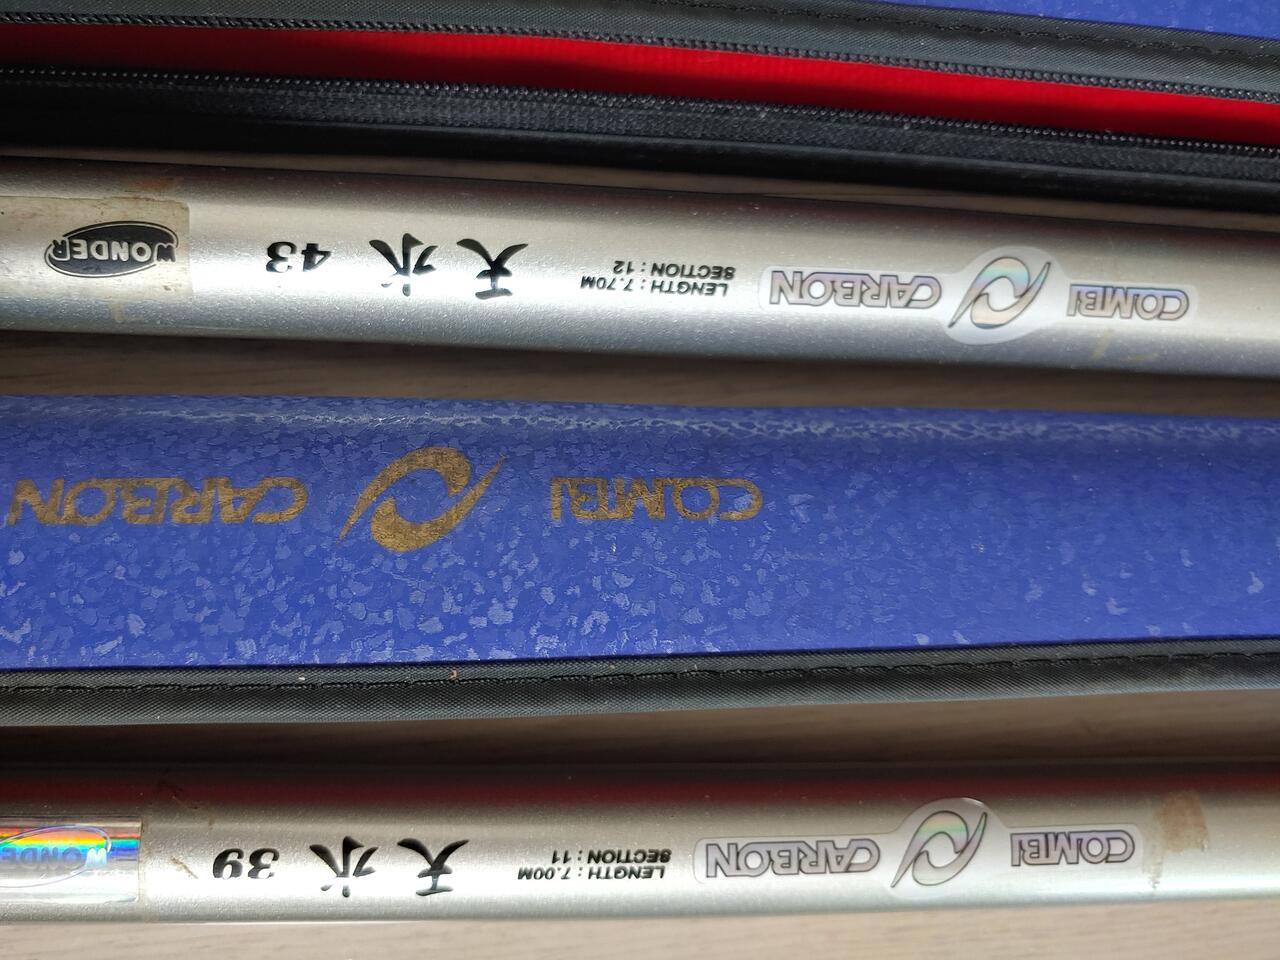 COMBI CARBON
LENGTH : 7.00M
SECTION : 11
天水 39
WONDER
COMBI CARBON
COMBI CARBON
LENGTH : 7.70M
SECTION : 12
天水 43
WONDER